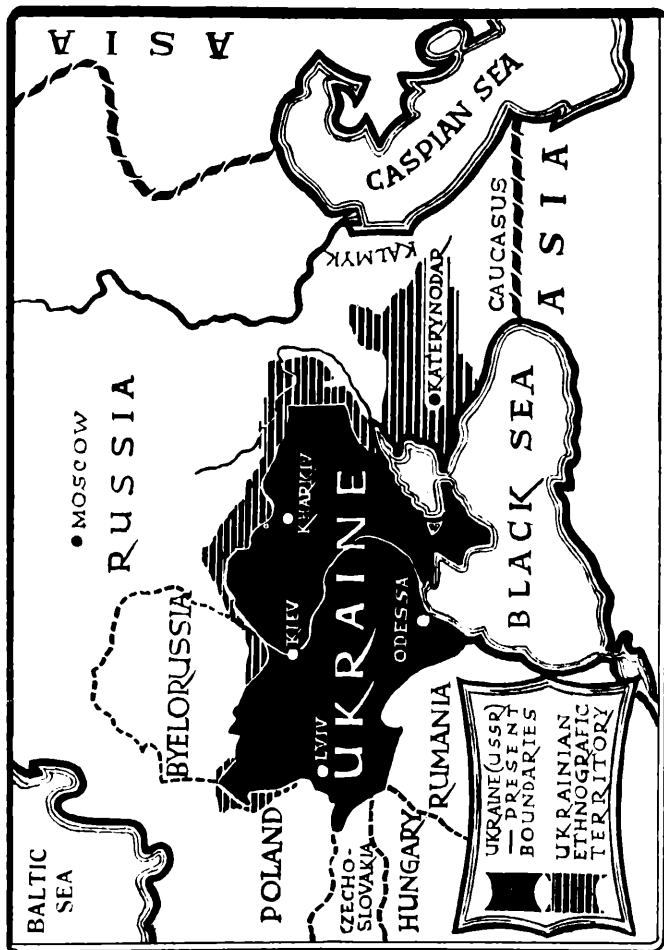 BALTIC
SEA
ASIA
• MOSCOW
RUSSIA
BYELORUSSIA
POLAND
CZECHO-
SLOVAKIA
HUNGARY
RUMANIA
LVIV
KIEV
KHARKIV
UKRAINE
ODESSA
KALMYK
KATERYNODAR
CAUCASUS
CASPIAN SEA
ASIA
BLACK SEA
UKRAINE (USSR)
— PRESENT
BOUNDARIES
UKRAINIAN
ETHNOGRAFIC
TERRITORY